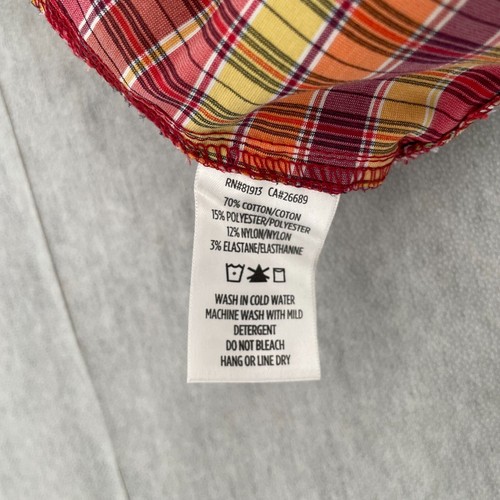 RN#81913 CA#26689
70% COTTON/COTON
15% POLYESTER/POLYESTER
12% NYLON/NYLON
3% ELASTANE/ELASTHANNE
WASH IN COLD WATER
MACHINE WASH WITH MILD
DETERGENT
DO NOT BLEACH
HANG OR LINE DRY